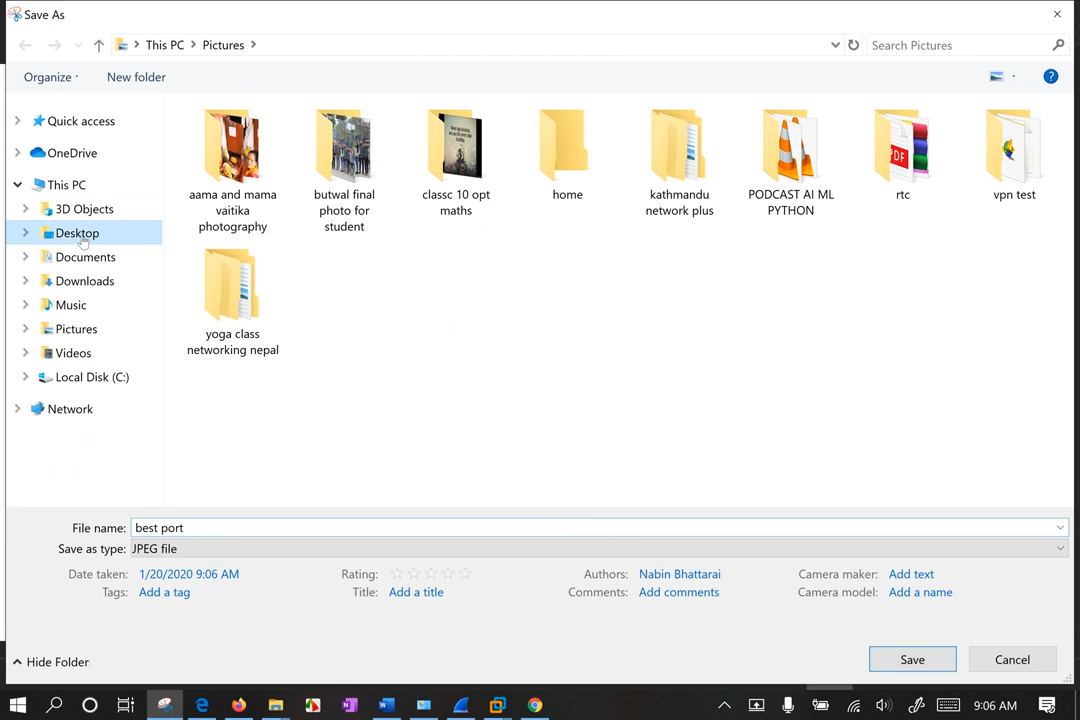 Save As
This PC
Pictures
Search Pictures
Organize
New folder
Quick access
OneDrive
This PC
3D Objects
Desktop
Documents
Downloads
Music
Pictures
Videos
Local Disk (C:)
Network
aama and mama
vaitika
photography
butwal final
photo for
student
classc 10 opt
maths
home
kathmandu
network plus
PODCAST AI ML
PYTHON
PDF
rtc
vpn test
yoga class
networking nepal
File name: best port
Save as type: JPEG file
Date taken: 1/20/2020 9:06 AM
Rating:
Authors: Nabin Bhattarai
Camera maker: Add text
Tags: Add a tag
Title: Add a title
Comments: Add comments
Camera model: Add a name
Hide Folder
Save
Cancel
9:06 AM